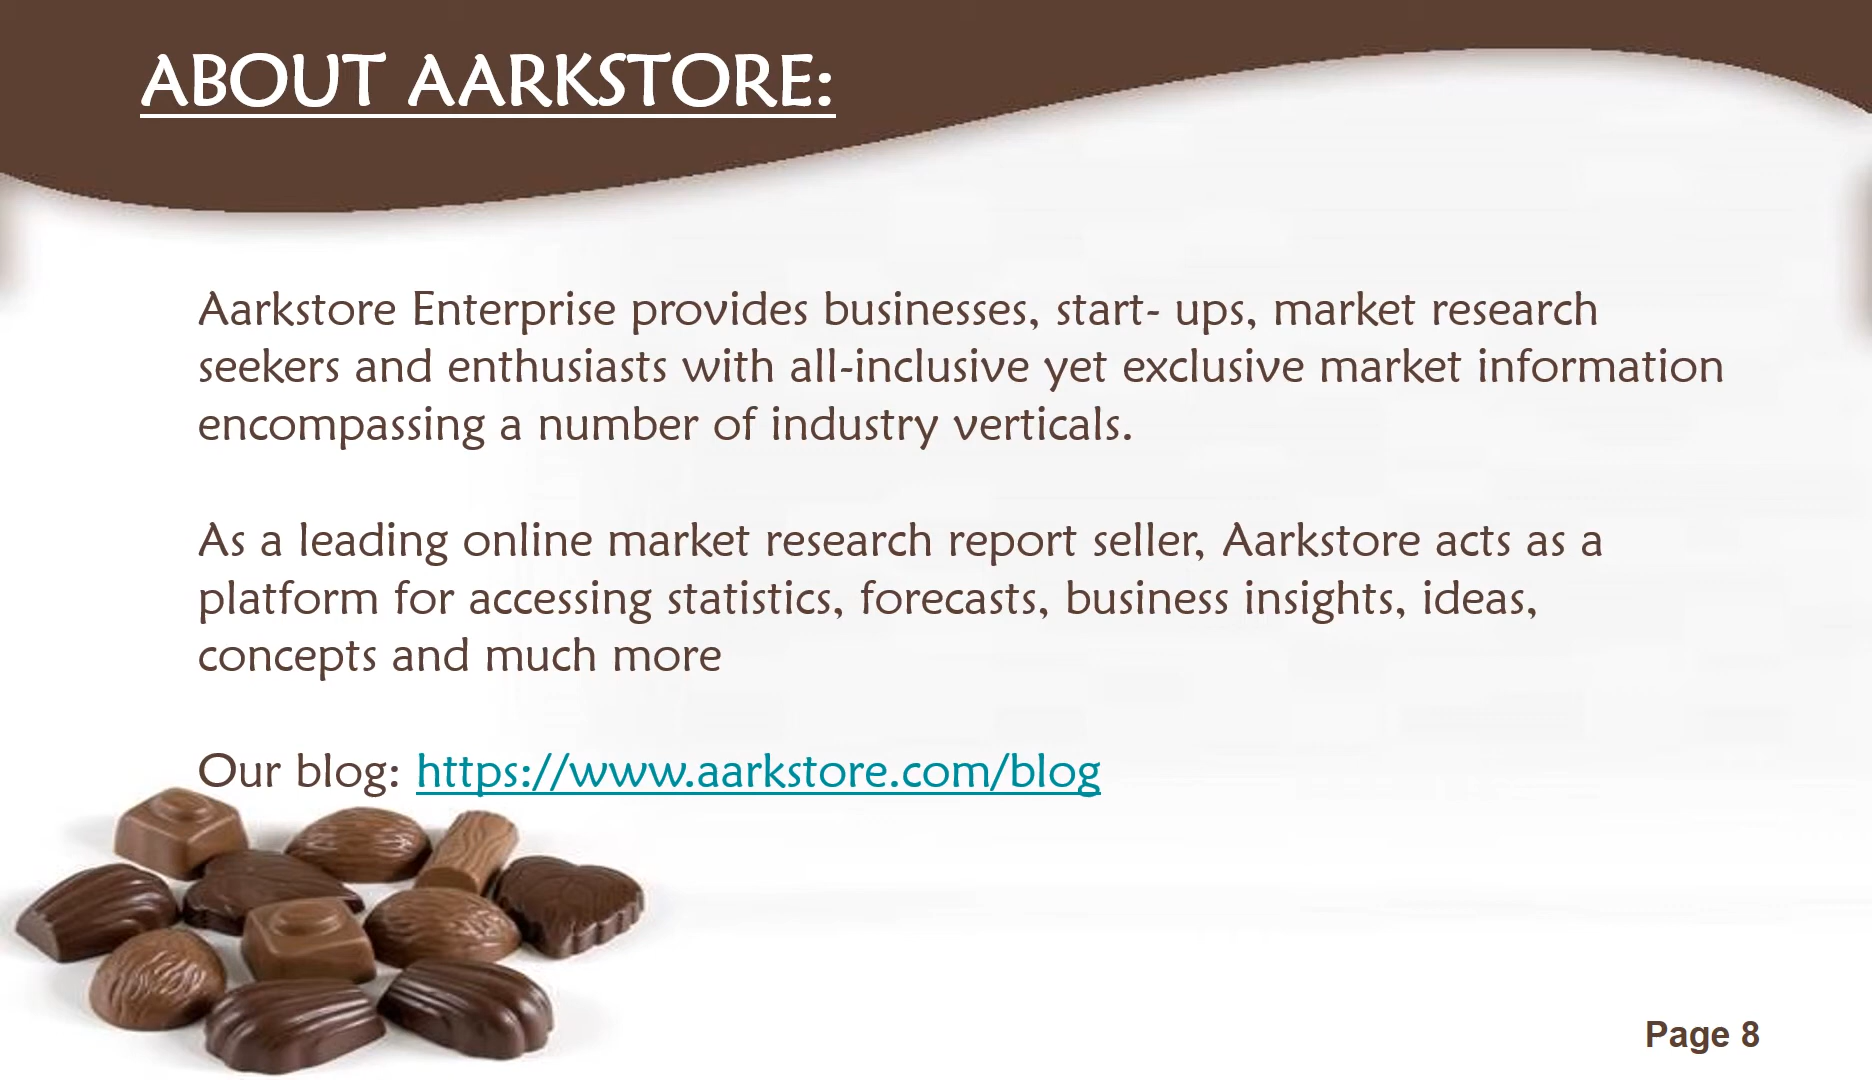 ABOUT AARKSTORE:
Aarkstore Enterprise provides businesses, start- ups, market research
seekers and enthusiasts with all-inclusive yet exclusive market information
encompassing a number of industry verticals.
As a leading online market research report seller, Aarkstore acts as a
platform for accessing statistics, forecasts, business insights, ideas,
concepts and much more
Our blog: https://www.aarkstore.com/blog
Page 8